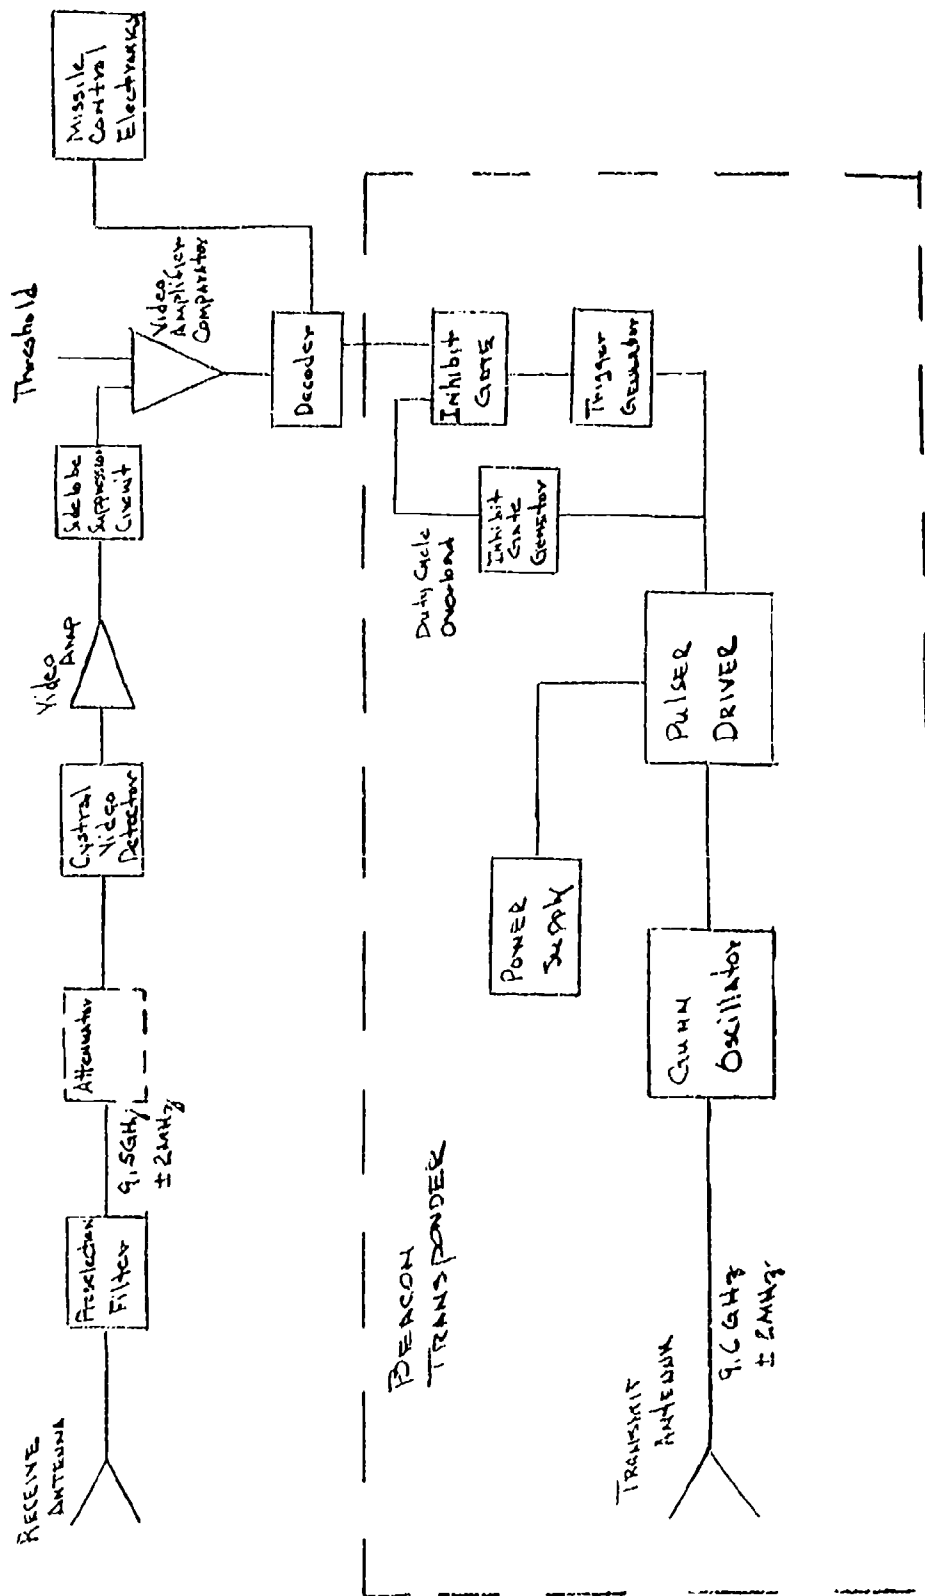 RECEIVE
ANTENNA
Preselection
Filter
9.5GHz
± 2MHz
Attenuator
Cystral
Video
Detector
Video
Amp
Sidelobe
Suppression
Circuit
Threshold
Video
Amplifier
Comparator
Decoder
Missile
Control
Electronics
BEACON
TRANSPONDER
Duty Cycle
Overload
Inhibit
Gate
Inhibit
GATE
Trigger
GENERATOR
POWER
Supply
Pulser
DRIVER
GUNN
Oscillator
TRANSMIT
ANTENNA
9.6 GHz
± 2MHz